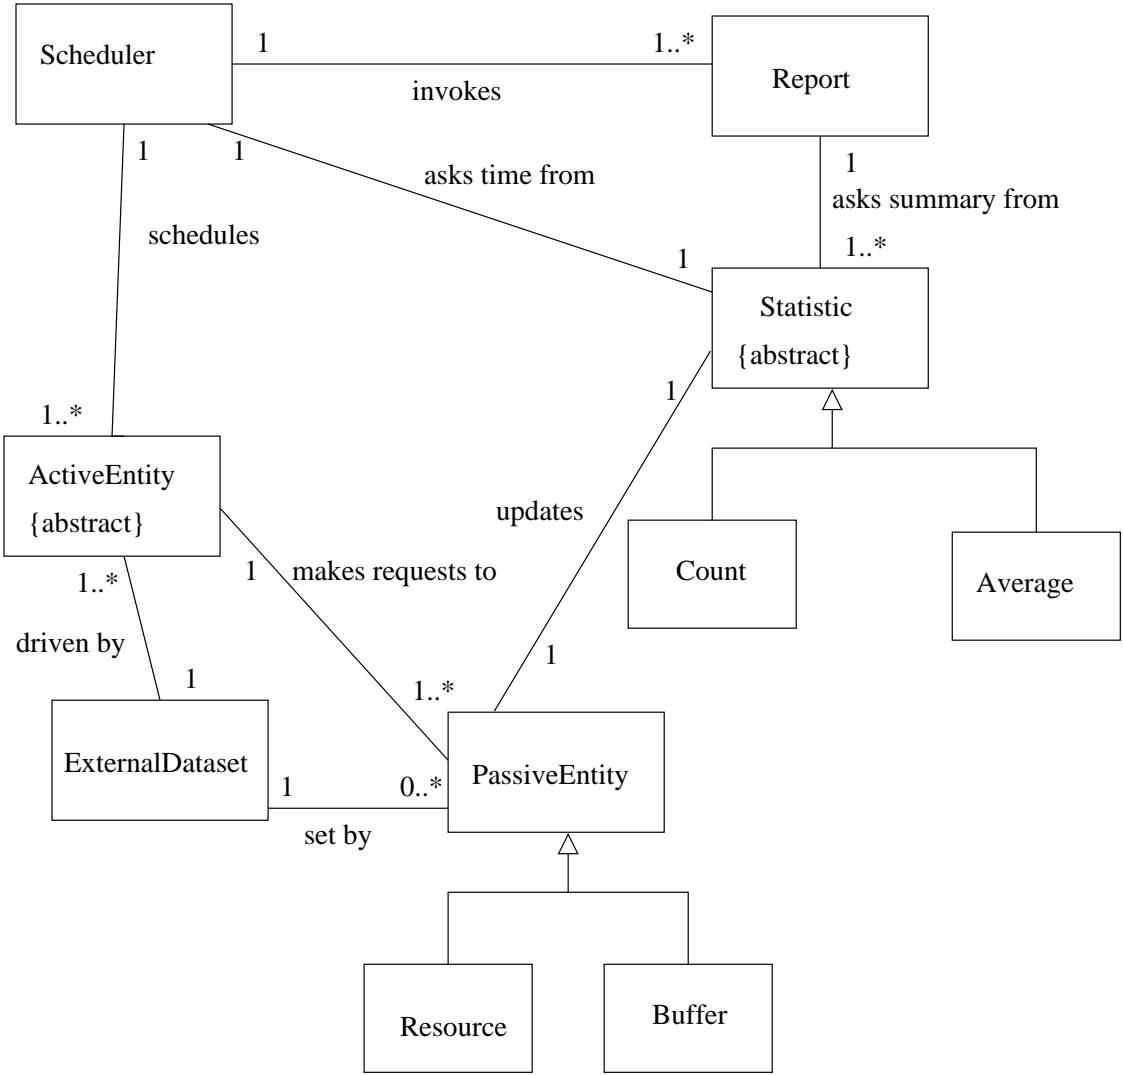 Scheduler
1
1..*
invokes
Report
1
1
asks time from
1
asks summary from
schedules
1
1..*
Statistic
{abstract}
1..*
1
ActiveEntity
{abstract}
updates
1..*
1
makes requests to
Count
Average
driven by
1
1
1..*
ExternalDataset
1
0..*
PassiveEntity
set by
Resource
Buffer